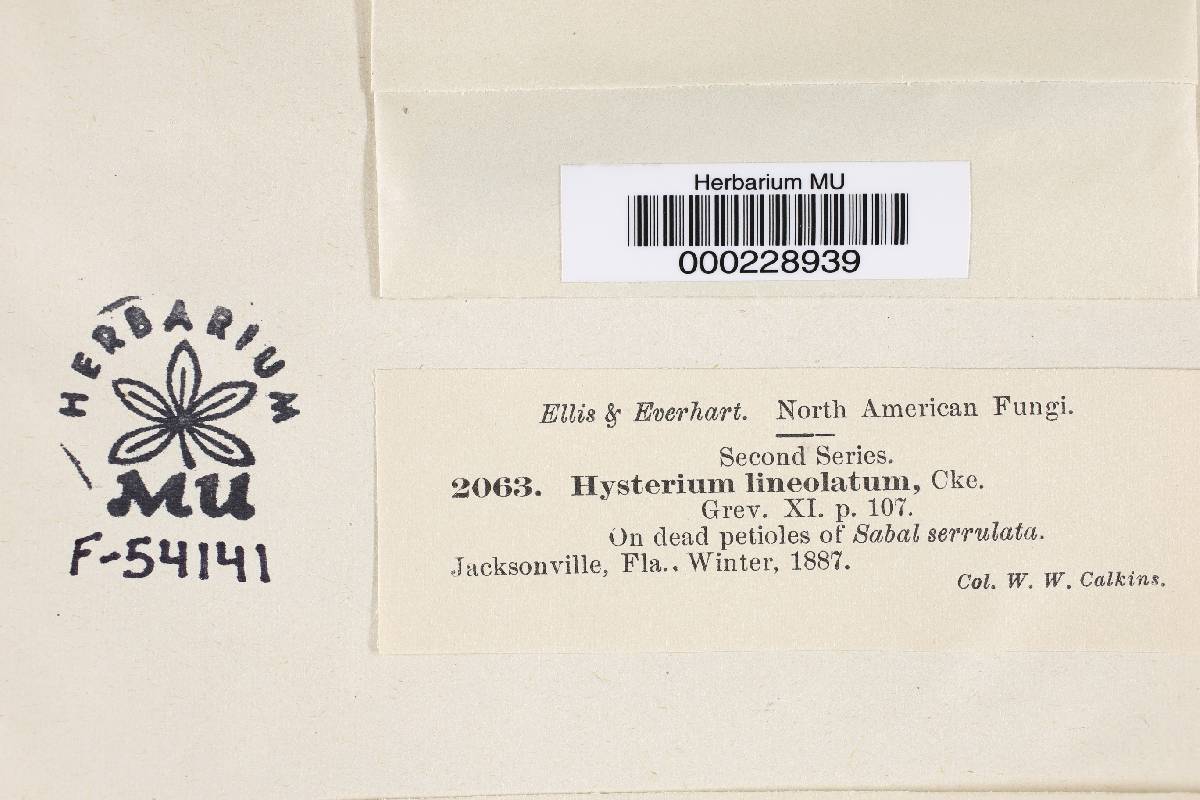 Herbarium MU
000228939
HERBARIUM
MU
F-54141
Ellis & Everhart. North American Fungi.
Second Series.
2063. Hysterium lineolatum, Cke.
Grev. XI. p. 107.
On dead petioles of Sabal serrulata.
Jacksonville, Fla.. Winter, 1887.
Col. W. W. Calkins.